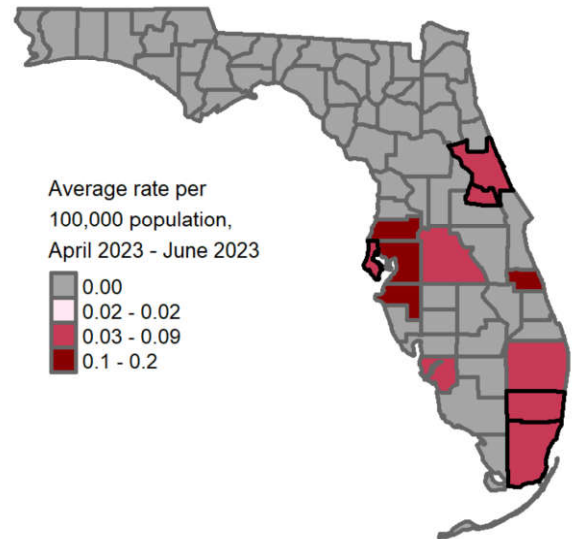 Average rate per
100,000 population,
April 2023 - June 2023
0.00
0.02 - 0.02
0.03 - 0.09
0.1 - 0.2